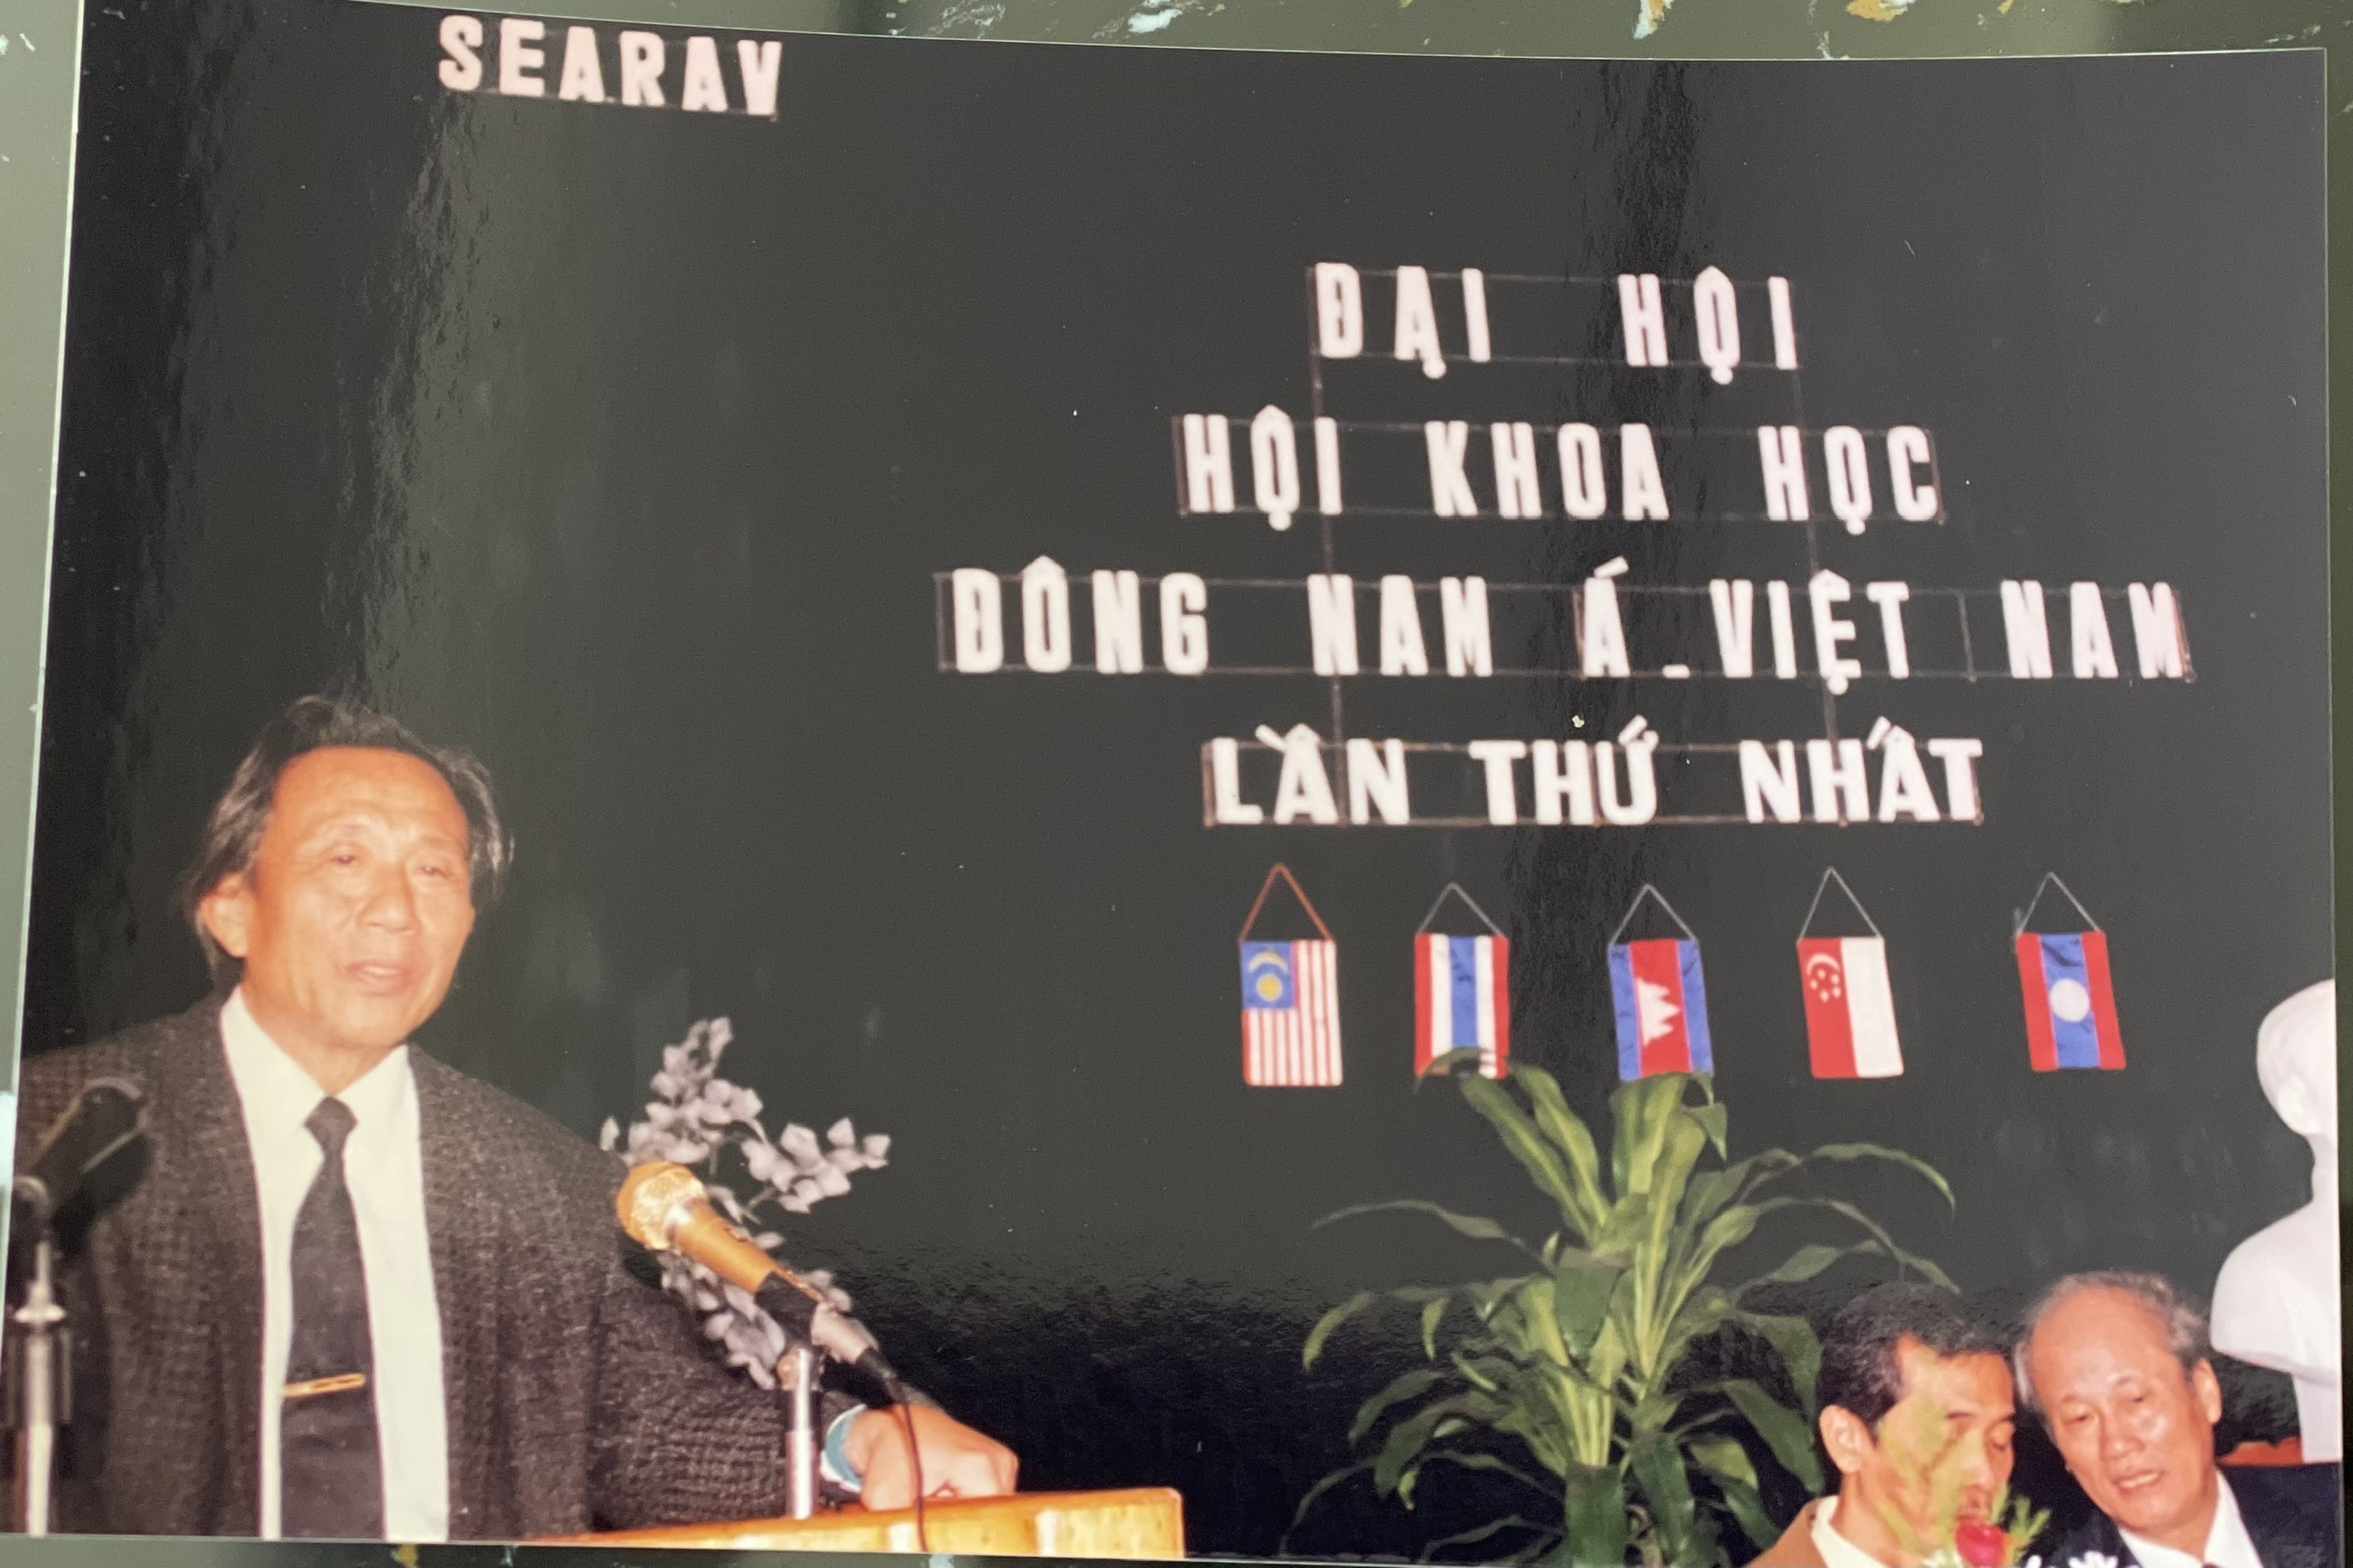 SEARAV
ĐẠI HỘI
HỘI KHOA HỌC
ĐÔNG NAM Á_VIỆT NAM
LẦN THỨ NHẤT